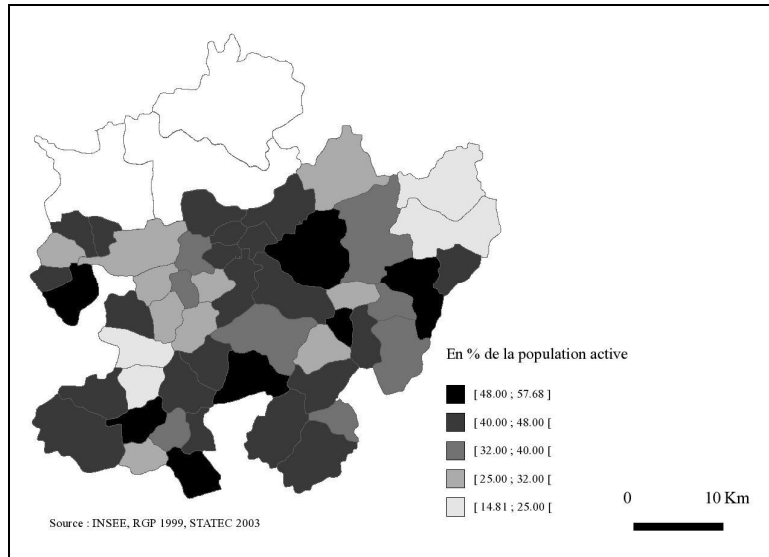 En % de la population active
[ 48.00 ; 57.68 ]
[ 40.00 ; 48.00 [
[ 32.00 ; 40.00 [
[ 25.00 ; 32.00 [
[ 14.81 ; 25.00 [
0 10 Km
Source : INSEE, RGP 1999, STATEC 2003